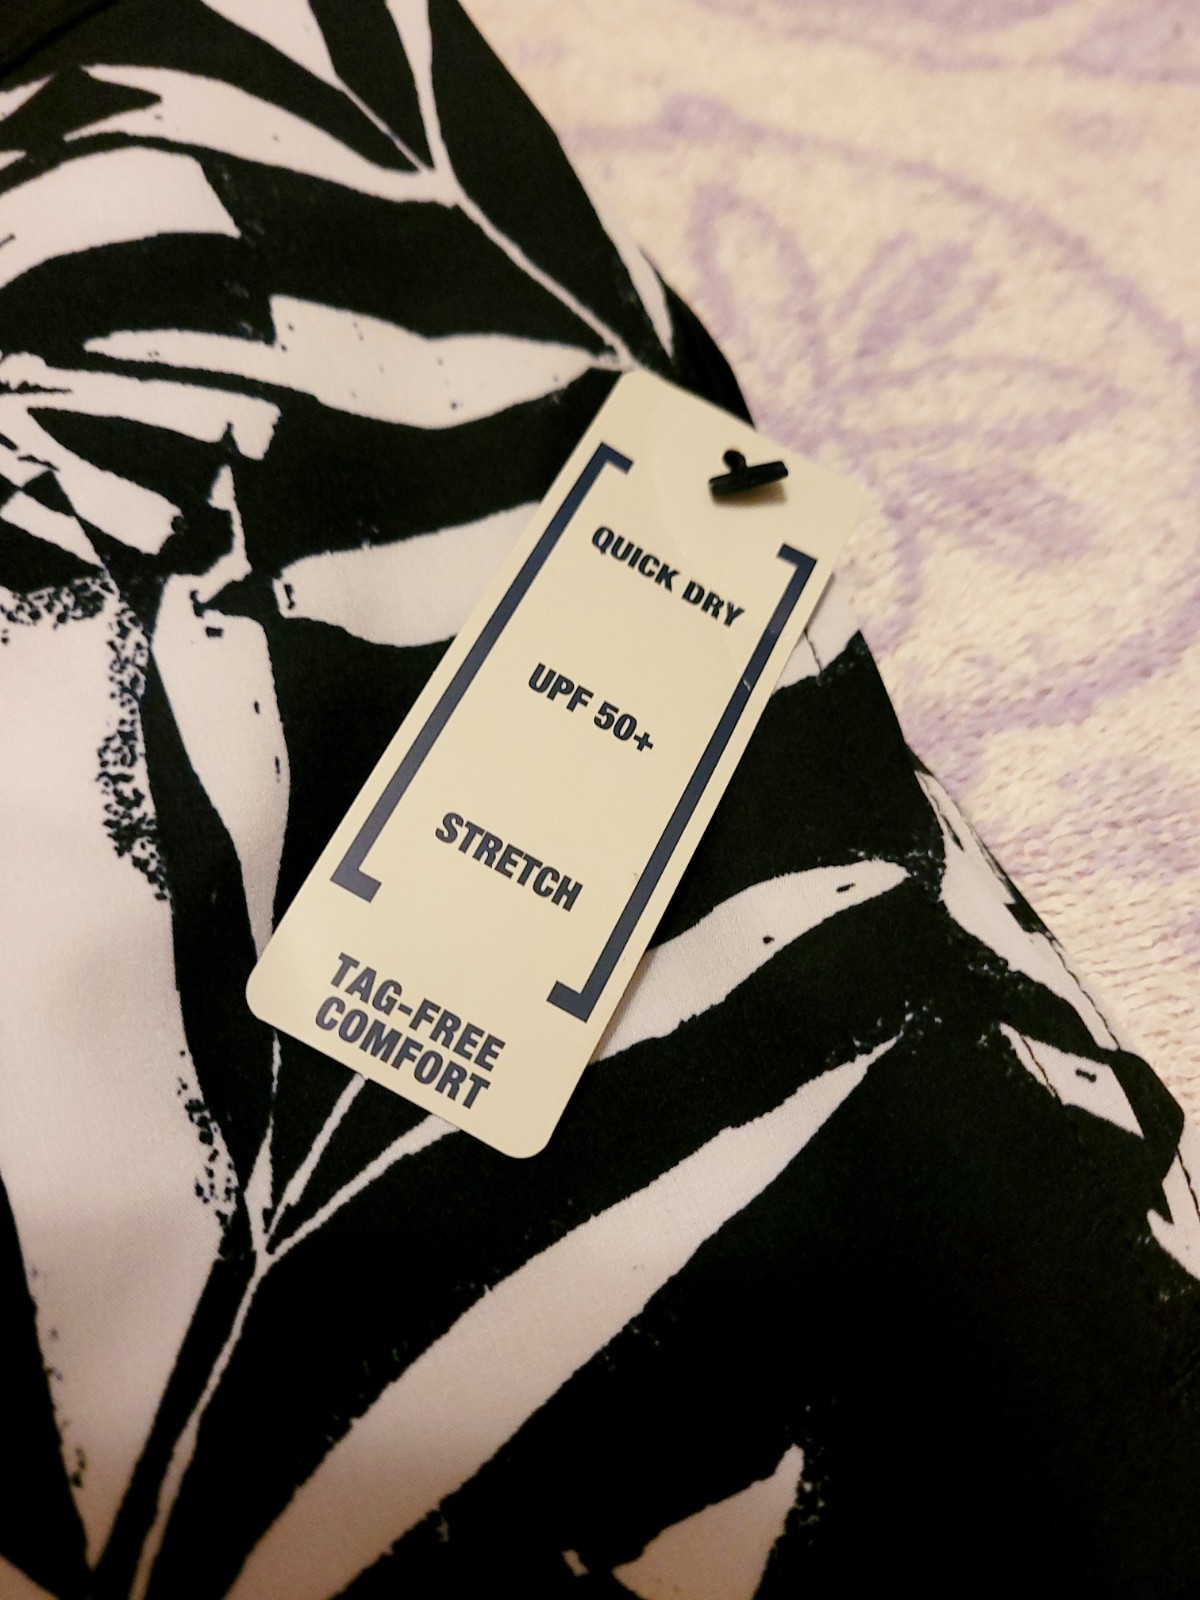 QUICK DRY
UPF 50+
STRETCH
TAG-FREE
COMFORT